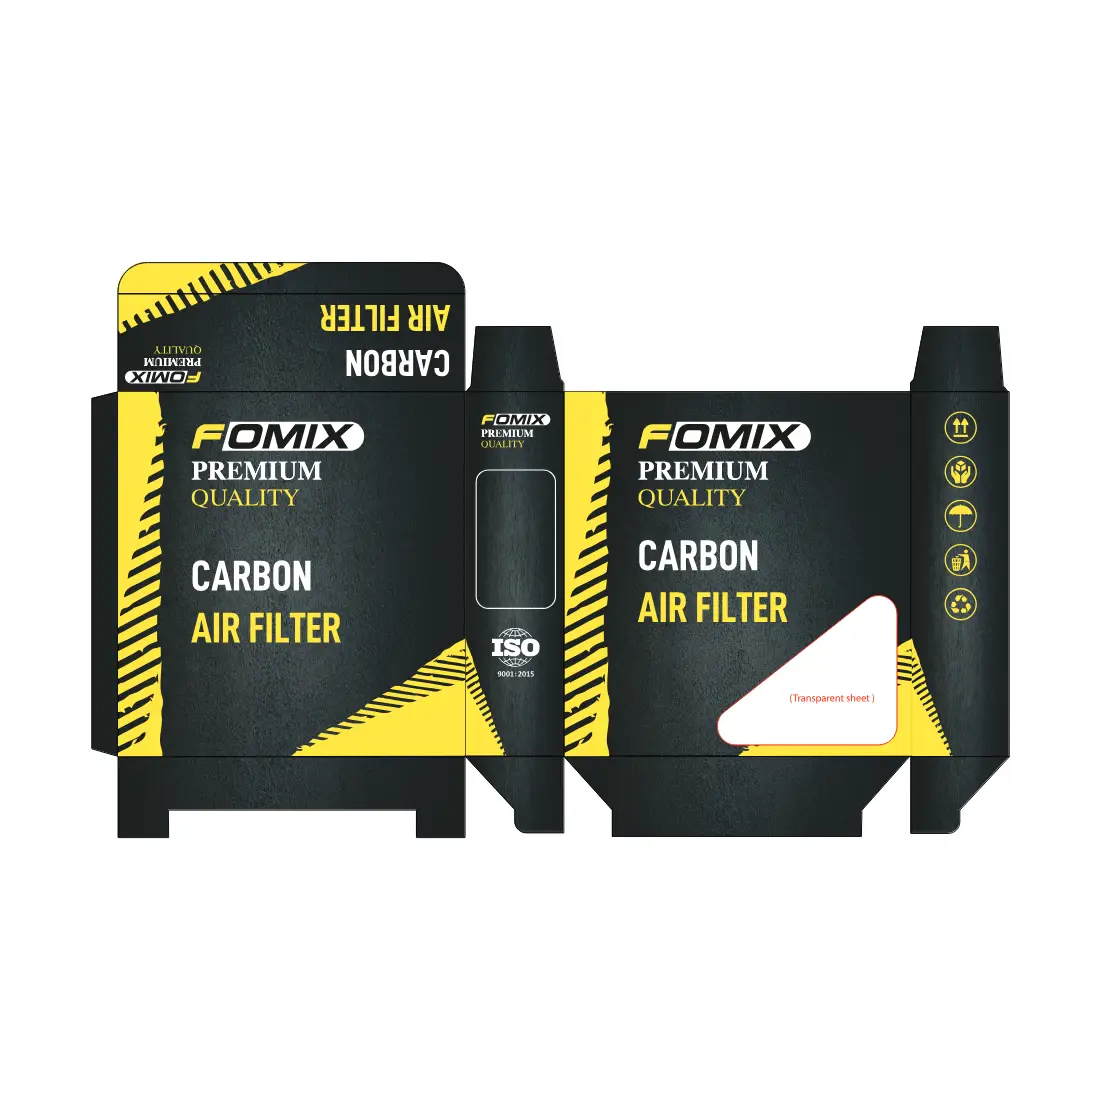 AIR FILTER
CARBON
PREMIUM
QUALITY
FOMIX
FOMIX
PREMIUM
QUALITY
CARBON
AIR FILTER
FOMIX
PREMIUM
QUALITY
ISO
9001:2015
FOMIX
PREMIUM
QUALITY
CARBON
AIR FILTER
(Transparent sheet )